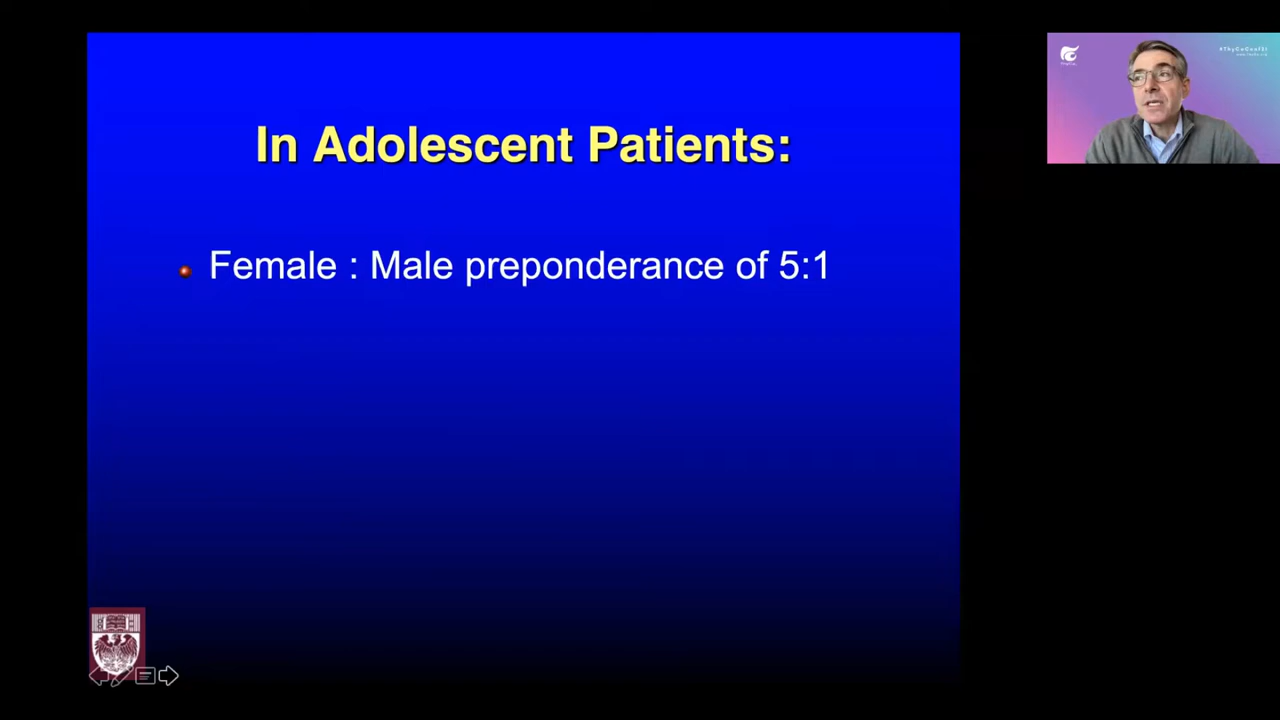 In Adolescent Patients:
Female : Male preponderance of 5:1